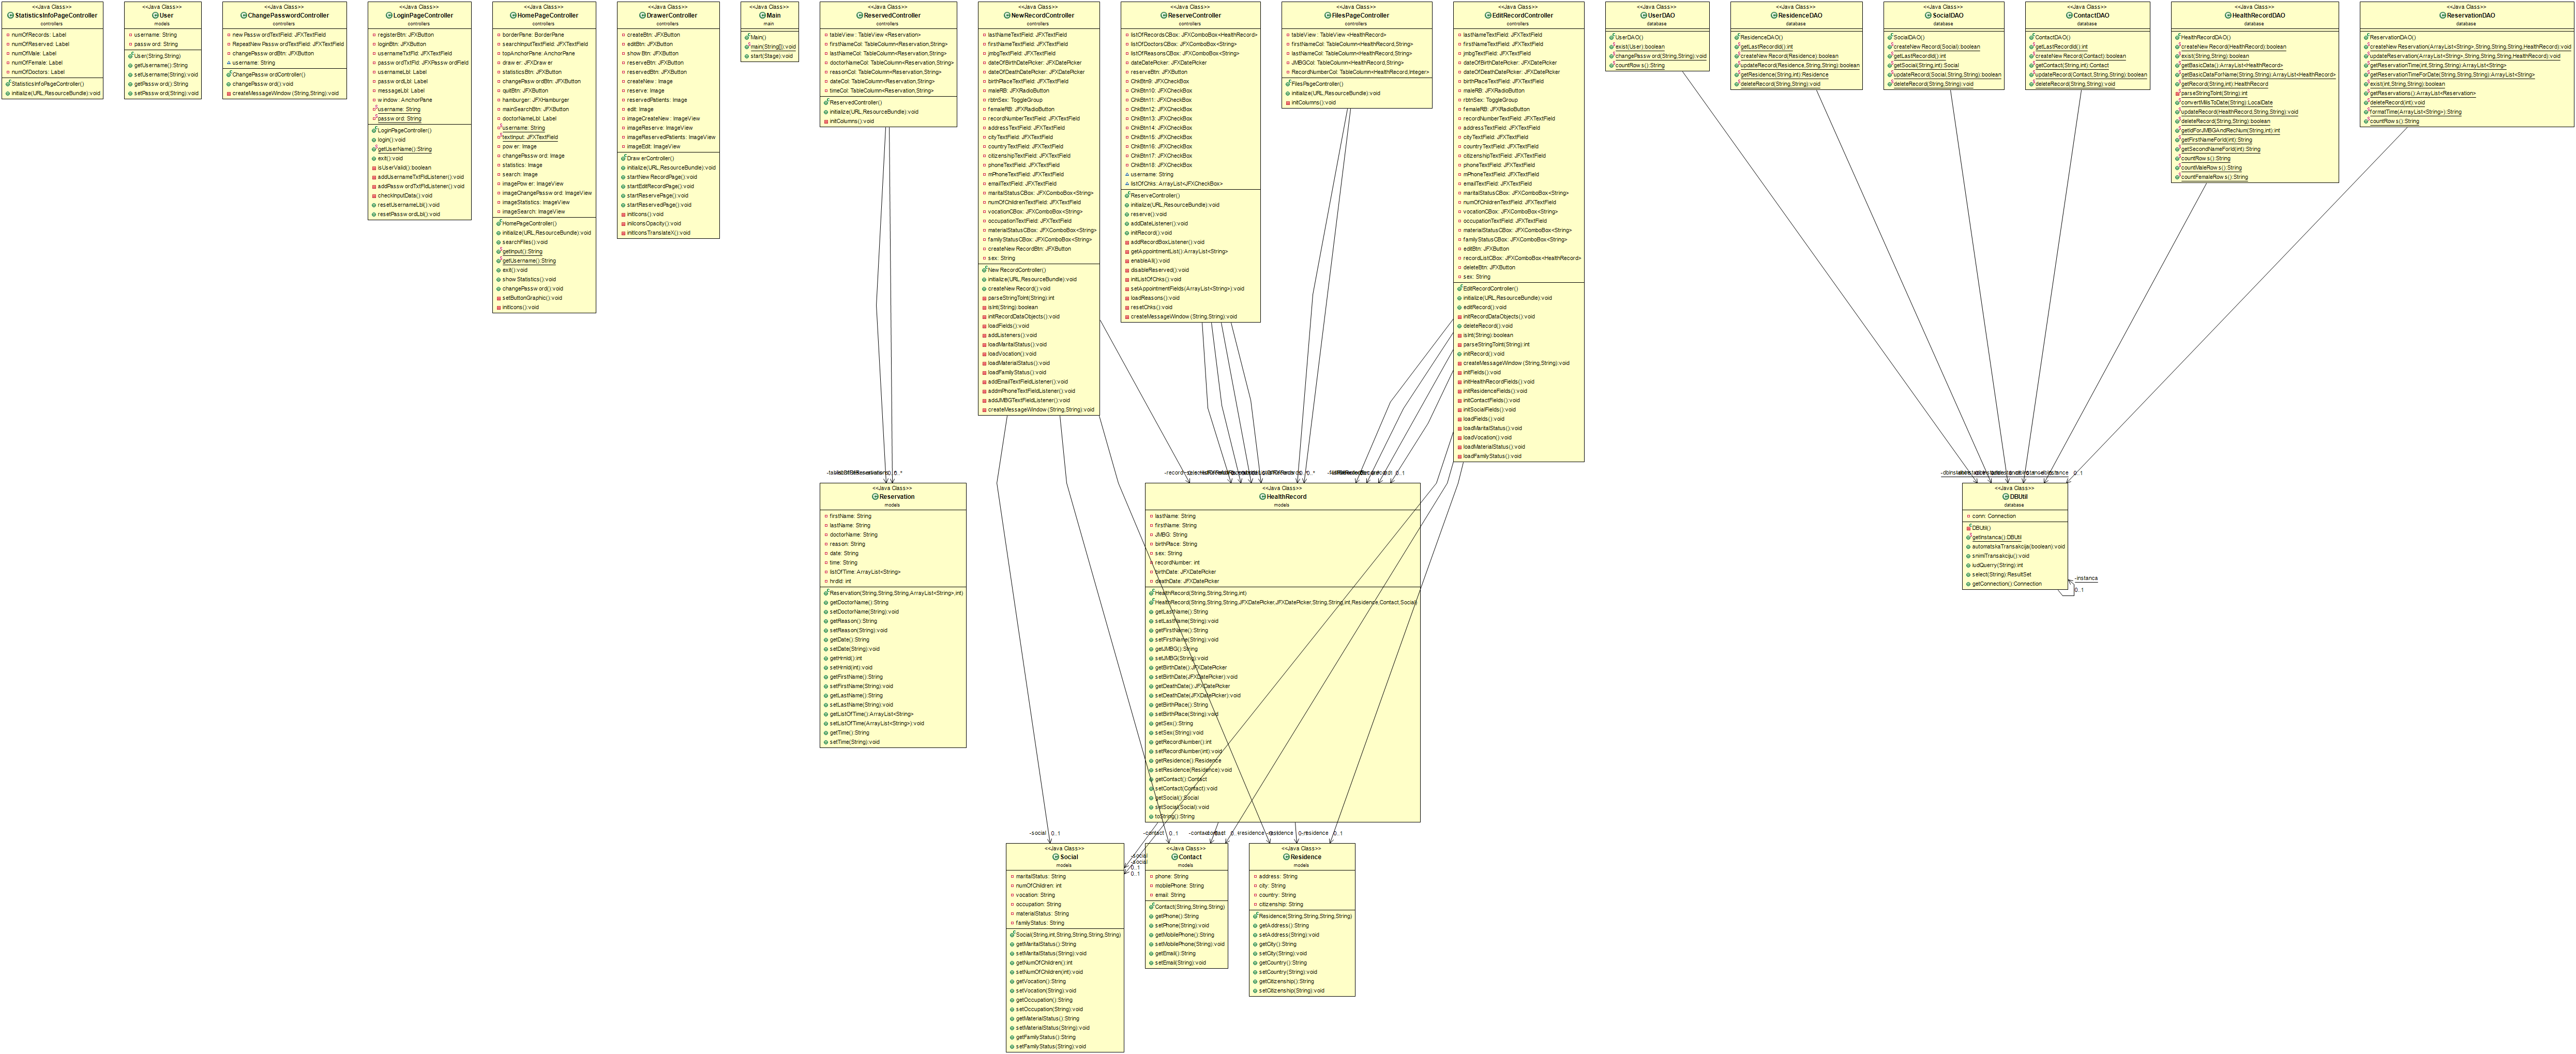 <<Java Class>>
StatisticsInfoPageController
controllers
numOfRecords: Label
numOfReserved: Label
numOfMale: Label
numOfFemale: Label
numOfDoctors: Label
StatisticsInfoPageController()
initialize(URL,ResourceBundle):void
<<Java Class>>
User
models
username: String
password: String
User(String,String)
getUsername():String
setUsername(String):void
getPassword():String
setPassword(String):void
<<Java Class>>
ChangePasswordController
controllers
newPasswordTextField: JFXTextField
RepeatNewPasswordTextField: JFXTextField
changePasswordBtn: JFXButton
username: String
ChangePasswordController()
changePassword():void
createMessageWindow(String,String):void
<<Java Class>>
LoginPageController
controllers
registerBtn: JFXButton
loginBtn: JFXButton
usernameTxtFld: JFXTextField
passwordTxtFld: JFXPasswordField
usernameLbl: Label
passwordLbl: Label
messageLbl: Label
window: AnchorPane
username: String
password: String
LoginPageController()
login():void
getUserName():String
exit():void
isUserValid():boolean
addUsernameTxtFldListener():void
addPasswordTxtFldListener():void
checkInputData():void
resetUsernameLbl():void
resetPasswordLbl():void
<<Java Class>>
HomePageController
controllers
borderPane: BorderPane
searchInputTextField: JFXTextField
drawer: JFXDrawer
statisticsBtn: JFXButton
topAnchorPane: AnchorPane
changePasswordBtn: JFXButton
quitBtn: JFXButton
hamburger: JFXHamburger
mainSearchBtn: JFXButton
doctorNameLbl: Label
username: String
textInput: JFXTextField
power: Image
changePassword: Image
statistics: Image
search: Image
imagePower: ImageView
imageChangePassword: ImageView
imageStatistics: ImageView
imageSearch: ImageView
HomePageController()
initialize(URL,ResourceBundle):void
searchFiles():void
getInput():String
getUsername():String
exit():void
showStatistics():void
changePassword():void
setButtonGraphic():void
initIcons():void
<<Java Class>>
DrawerController
controllers
createBtn: JFXButton
editBtn: JFXButton
showBtn: JFXButton
reserveBtn: JFXButton
reservedBtn: JFXButton
createNew: Image
reserve: Image
reservedPatients: Image
edit: Image
imageCreateNew: ImageView
imageReserve: ImageView
imageReservedPatients: ImageView
imageEdit: ImageView
DrawerController()
initialize(URL,ResourceBundle):void
startNewRecordPage():void
startEditRecordPage():void
startReservePage():void
startReservedPage():void
initIcons():void
initIconsOpacity():void
initIconsTranslateX():void
<<Java Class>>
Main
main
Main()
main(String[]):void
start(Stage):void
<<Java Class>>
ReservedController
controllers
tableView: TableView<Reservation>
firstNameCol: TableColumn<Reservation,String>
lastNameCol: TableColumn<Reservation,String>
doctorNameCol: TableColumn<Reservation,String>
reasonCol: TableColumn<Reservation,String>
dateCol: TableColumn<Reservation,String>
timeCol: TableColumn<Reservation,String>
ReservedController()
initialize(URL,ResourceBundle):void
initColumns():void
<<Java Class>>
NewRecordController
controllers
lastNameTextField: JFXTextField
firstNameTextField: JFXTextField
jmbgTextField: JFXTextField
dateOfBirthPicker: JFXDatePicker
dateOfDeathPicker: JFXDatePicker
birthPlaceTextField: JFXTextField
maleRB: JFXRadioButton
rbtnSex: ToggleGroup
femaleRB: JFXRadioButton
recordNumberTextField: JFXTextField
addressTextField: JFXTextField
cityTextField: JFXTextField
countryTextField: JFXTextField
citizenshipTextField: JFXTextField
phoneTextField: JFXTextField
mPhoneTextField: JFXTextField
emailTextField: JFXTextField
maritalStatusCBox: JFXComboBox<String>
numOfChildrenTextField: JFXTextField
vocationCBox: JFXComboBox<String>
occupationTextField: JFXTextField
materialStatusCBox: JFXComboBox<String>
familyStatusCBox: JFXComboBox<String>
createNewRecordBtn: JFXButton
sex: String
NewRecordController()
initialize(URL,ResourceBundle):void
createNewRecord():void
parseStringToInt(String):int
isInt(String):boolean
initRecordDataObjects():void
loadFields():void
addListeners():void
loadMaritalStatus():void
loadVocation():void
loadMaterialStatus():void
loadFamilyStatus():void
addEmailTextFieldListener():void
addmPhoneTextFieldListener():void
addJMBGTextFieldListener():void
createMessageWindow(String,String):void
<<Java Class>>
ReserveController
controllers
listOfRecordsCBox: JFXComboBox<HealthRecord>
listOfDoctorsCBox: JFXComboBox<String>
listOfReasonsCBox: JFXComboBox<String>
dateDatePicker: JFXDatePicker
reserveBtn: JFXButton
ChkBtn10: JFXCheckBox
ChkBtn11: JFXCheckBox
ChkBtn12: JFXCheckBox
ChkBtn13: JFXCheckBox
ChkBtn14: JFXCheckBox
ChkBtn15: JFXCheckBox
ChkBtn16: JFXCheckBox
ChkBtn17: JFXCheckBox
ChkBtn18: JFXCheckBox
ChkBtn9: JFXCheckBox
username: String
listOfChks: ArrayList<JFXCheckBox>
ReserveController()
initialize(URL,ResourceBundle):void
reserve():void
addDateListener():void
initRecord():void
addRecordBoxListener():void
getAppointmentList():ArrayList<String>
enableAll():void
disableReserved():void
initListOfChks():void
setAppointmentFields(ArrayList<String>):void
loadReasons():void
resetChks():void
createMessageWindow(String,String):void
<<Java Class>>
FilesPageController
controllers
tableView: TableView<HealthRecord>
firstNameCol: TableColumn<HealthRecord,String>
lastNameCol: TableColumn<HealthRecord,String>
JMBGCol: TableColumn<HealthRecord,String>
RecordNumberCol: TableColumn<HealthRecord,Integer>
FilesPageController()
initialize(URL,ResourceBundle):void
initColumns():void
<<Java Class>>
EditRecordController
controllers
lastNameTextField: JFXTextField
firstNameTextField: JFXTextField
jmbgTextField: JFXTextField
dateOfBirthPicker: JFXDatePicker
dateOfDeathPicker: JFXDatePicker
birthPlaceTextField: JFXTextField
maleRB: JFXRadioButton
rbtnSex: ToggleGroup
femaleRB: JFXRadioButton
recordNumberTextField: JFXTextField
addressTextField: JFXTextField
cityTextField: JFXTextField
countryTextField: JFXTextField
citizenshipTextField: JFXTextField
phoneTextField: JFXTextField
mPhoneTextField: JFXTextField
emailTextField: JFXTextField
maritalStatusCBox: JFXComboBox<String>
numOfChildrenTextField: JFXTextField
vocationCBox: JFXComboBox<String>
occupationTextField: JFXTextField
materialStatusCBox: JFXComboBox<String>
familyStatusCBox: JFXComboBox<String>
editBtn: JFXButton
recordListCBox: JFXComboBox<HealthRecord>
deleteBtn: JFXButton
sex: String
EditRecordController()
initialize(URL,ResourceBundle):void
editRecord():void
initRecordDataObjects():void
deleteRecord():void
isInt(String):boolean
parseStringToInt(String):int
initRecord():void
createMessageWindow(String,String):void
initFields():void
initHealthRecordFields():void
initResidenceFields():void
initContactFields():void
initSocialFields():void
loadFields():void
loadMaritalStatus():void
loadVocation():void
loadMaterialStatus():void
loadFamilyStatus():void
<<Java Class>>
UserDAO
database
UserDAO()
exist(User):boolean
changePassword(String,String):void
countRows():String
<<Java Class>>
ResidenceDAO
database
ResidenceDAO()
getLastRecordId():int
createNewRecord(Residence):boolean
updateRecord(Residence,String,String):boolean
getResidence(String,int):Residence
deleteRecord(String,String):void
<<Java Class>>
SocialDAO
database
SocialDAO()
createNewRecord(Social):boolean
getLastRecordId():int
getSocial(String,int):Social
updateRecord(Social,String,String):boolean
deleteRecord(String,String):void
<<Java Class>>
ContactDAO
database
ContactDAO()
getLastRecordId():int
createNewRecord(Contact):boolean
getContact(String,int):Contact
updateRecord(Contact,String,String):boolean
deleteRecord(String,String):void
<<Java Class>>
HealthRecordDAO
database
HealthRecordDAO()
createNewRecord(HealthRecord):boolean
exist(String,String):boolean
getBasicData():ArrayList<HealthRecord>
getBasicDataForName(String,String):ArrayList<HealthRecord>
getRecord(String,int):HealthRecord
parseStringToInt(String):int
convertMilisToDate(String):LocalDate
updateRecord(HealthRecord,String,String):void
deleteRecord(String,String):boolean
getIdForJMBGAndRecNum(String,int):int
getFirstNameForId(int):String
getSecondNameForId(int):String
countRows():String
countMaleRows():String
countFemaleRows():String
<<Java Class>>
ReservationDAO
database
ReservationDAO()
createNewReservation(ArrayList<String>,String,String,String,HealthRecord):void
updateReservation(ArrayList<String>,String,String,String,HealthRecord):void
getReservationTime(int,String,String):ArrayList<String>
getReservationTimeForDate(String,String,String):ArrayList<String>
exist(int,String,String):boolean
getReservations():ArrayList<Reservation>
deleteRecord(int):void
formatTime(ArrayList<String>):String
countRows():String
<<Java Class>>
Reservation
models
firstName: String
lastName: String
doctorName: String
reason: String
date: String
time: String
listOfTime: ArrayList<String>
hrdId: int
Reservation(String,String,String,ArrayList<String>,int)
getDoctorName():String
setDoctorName(String):void
getReason():String
setReason(String):void
getDate():String
setDate(String):void
getHrnId():int
setHrnId(int):void
getFirstName():String
setFirstName(String):void
getLastName():String
setLastName(String):void
getListOfTime():ArrayList<String>
setListOfTime(ArrayList<String>):void
getTime():String
setTime(String):void
<<Java Class>>
HealthRecord
models
lastName: String
firstName: String
JMBG: String
birthPlace: String
sex: String
recordNumber: int
birthDate: JFXDatePicker
deathDate: JFXDatePicker
HealthRecord(String,String,String,int)
HealthRecord(String,String,String,JFXDatePicker,JFXDatePicker,String,String,int,Residence,Contact,Social)
getLastName():String
setLastName(String):void
getFirstName():String
setFirstName(String):void
getJMBG():String
setJMBG(String):void
getBirthDate():JFXDatePicker
setBirthDate(JFXDatePicker):void
getDeathDate():JFXDatePicker
setDeathDate(JFXDatePicker):void
getBirthPlace():String
setBirthPlace(String):void
getSex():String
setSex(String):void
getRecordNumber():int
setRecordNumber(int):void
getResidence():Residence
setResidence(Residence):void
getContact():Contact
setContact(Contact):void
getSocial():Social
setSocial(Social):void
toString():String
<<Java Class>>
DBUtil
database
conn: Connection
DBUtil()
getInstanca():DBUtil
automatskaTransakcija(boolean):void
snimiTransakciju():void
iudQuerry(String):int
select(String):ResultSet
getConnection():Connection
-instanca
0..1
0..1
-social 0..1
-contact 0..1
-residence 0..1
-social
-social
0..1
0..1
<<Java Class>>
Social
models
maritalStatus: String
numOfChildren: int
vocation: String
occupation: String
materialStatus: String
familyStatus: String
Social(String,int,String,String,String,String)
getMaritalStatus():String
setMaritalStatus(String):void
getNumOfChildren():int
setNumOfChildren(int):void
getVocation():String
setVocation(String):void
getOccupation():String
setOccupation(String):void
getMaterialStatus():String
setMaterialStatus(String):void
getFamilyStatus():String
setFamilyStatus(String):void
<<Java Class>>
Contact
models
phone: String
mobilePhone: String
email: String
Contact(String,String,String)
getPhone():String
setPhone(String):void
getMobilePhone():String
setMobilePhone(String):void
getEmail():String
setEmail(String):void
<<Java Class>>
Residence
models
address: String
city: String
country: String
citizenship: String
Residence(String,String,String,String)
getAddress():String
setAddress(String):void
getCity():String
setCity(String):void
getCountry():String
setCountry(String):void
getCitizenship():String
setCitizenship(String):void